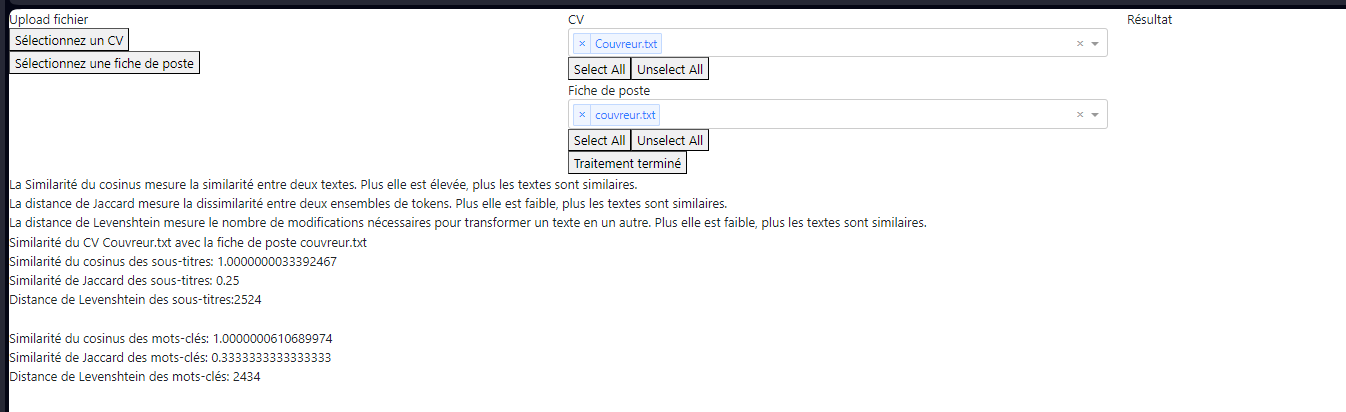 Upload fichier
Sélectionnez un CV
Sélectionnez une fiche de poste
CV
× Couvreur.txt ×
Select All Unselect All
Fiche de poste
× couvreur.txt ×
Select All Unselect All
Traitement terminé
Résultat
La Similarité du cosinus mesure la similarité entre deux textes. Plus elle est élevée, plus les textes sont similaires.
La distance de Jaccard mesure la dissimilarité entre deux ensembles de tokens. Plus elle est faible, plus les textes sont similaires.
La distance de Levenshtein mesure le nombre de modifications nécessaires pour transformer un texte en un autre. Plus elle est faible, plus les textes sont similaires.
Similarité du CV Couvreur.txt avec la fiche de poste couvreur.txt
Similarité du cosinus des sous-titres: 1.0000000033392467
Similarité de Jaccard des sous-titres: 0.25
Distance de Levenshtein des sous-titres:2524
Similarité du cosinus des mots-clés: 1.0000000610689974
Similarité de Jaccard des mots-clés: 0.3333333333333333
Distance de Levenshtein des mots-clés: 2434